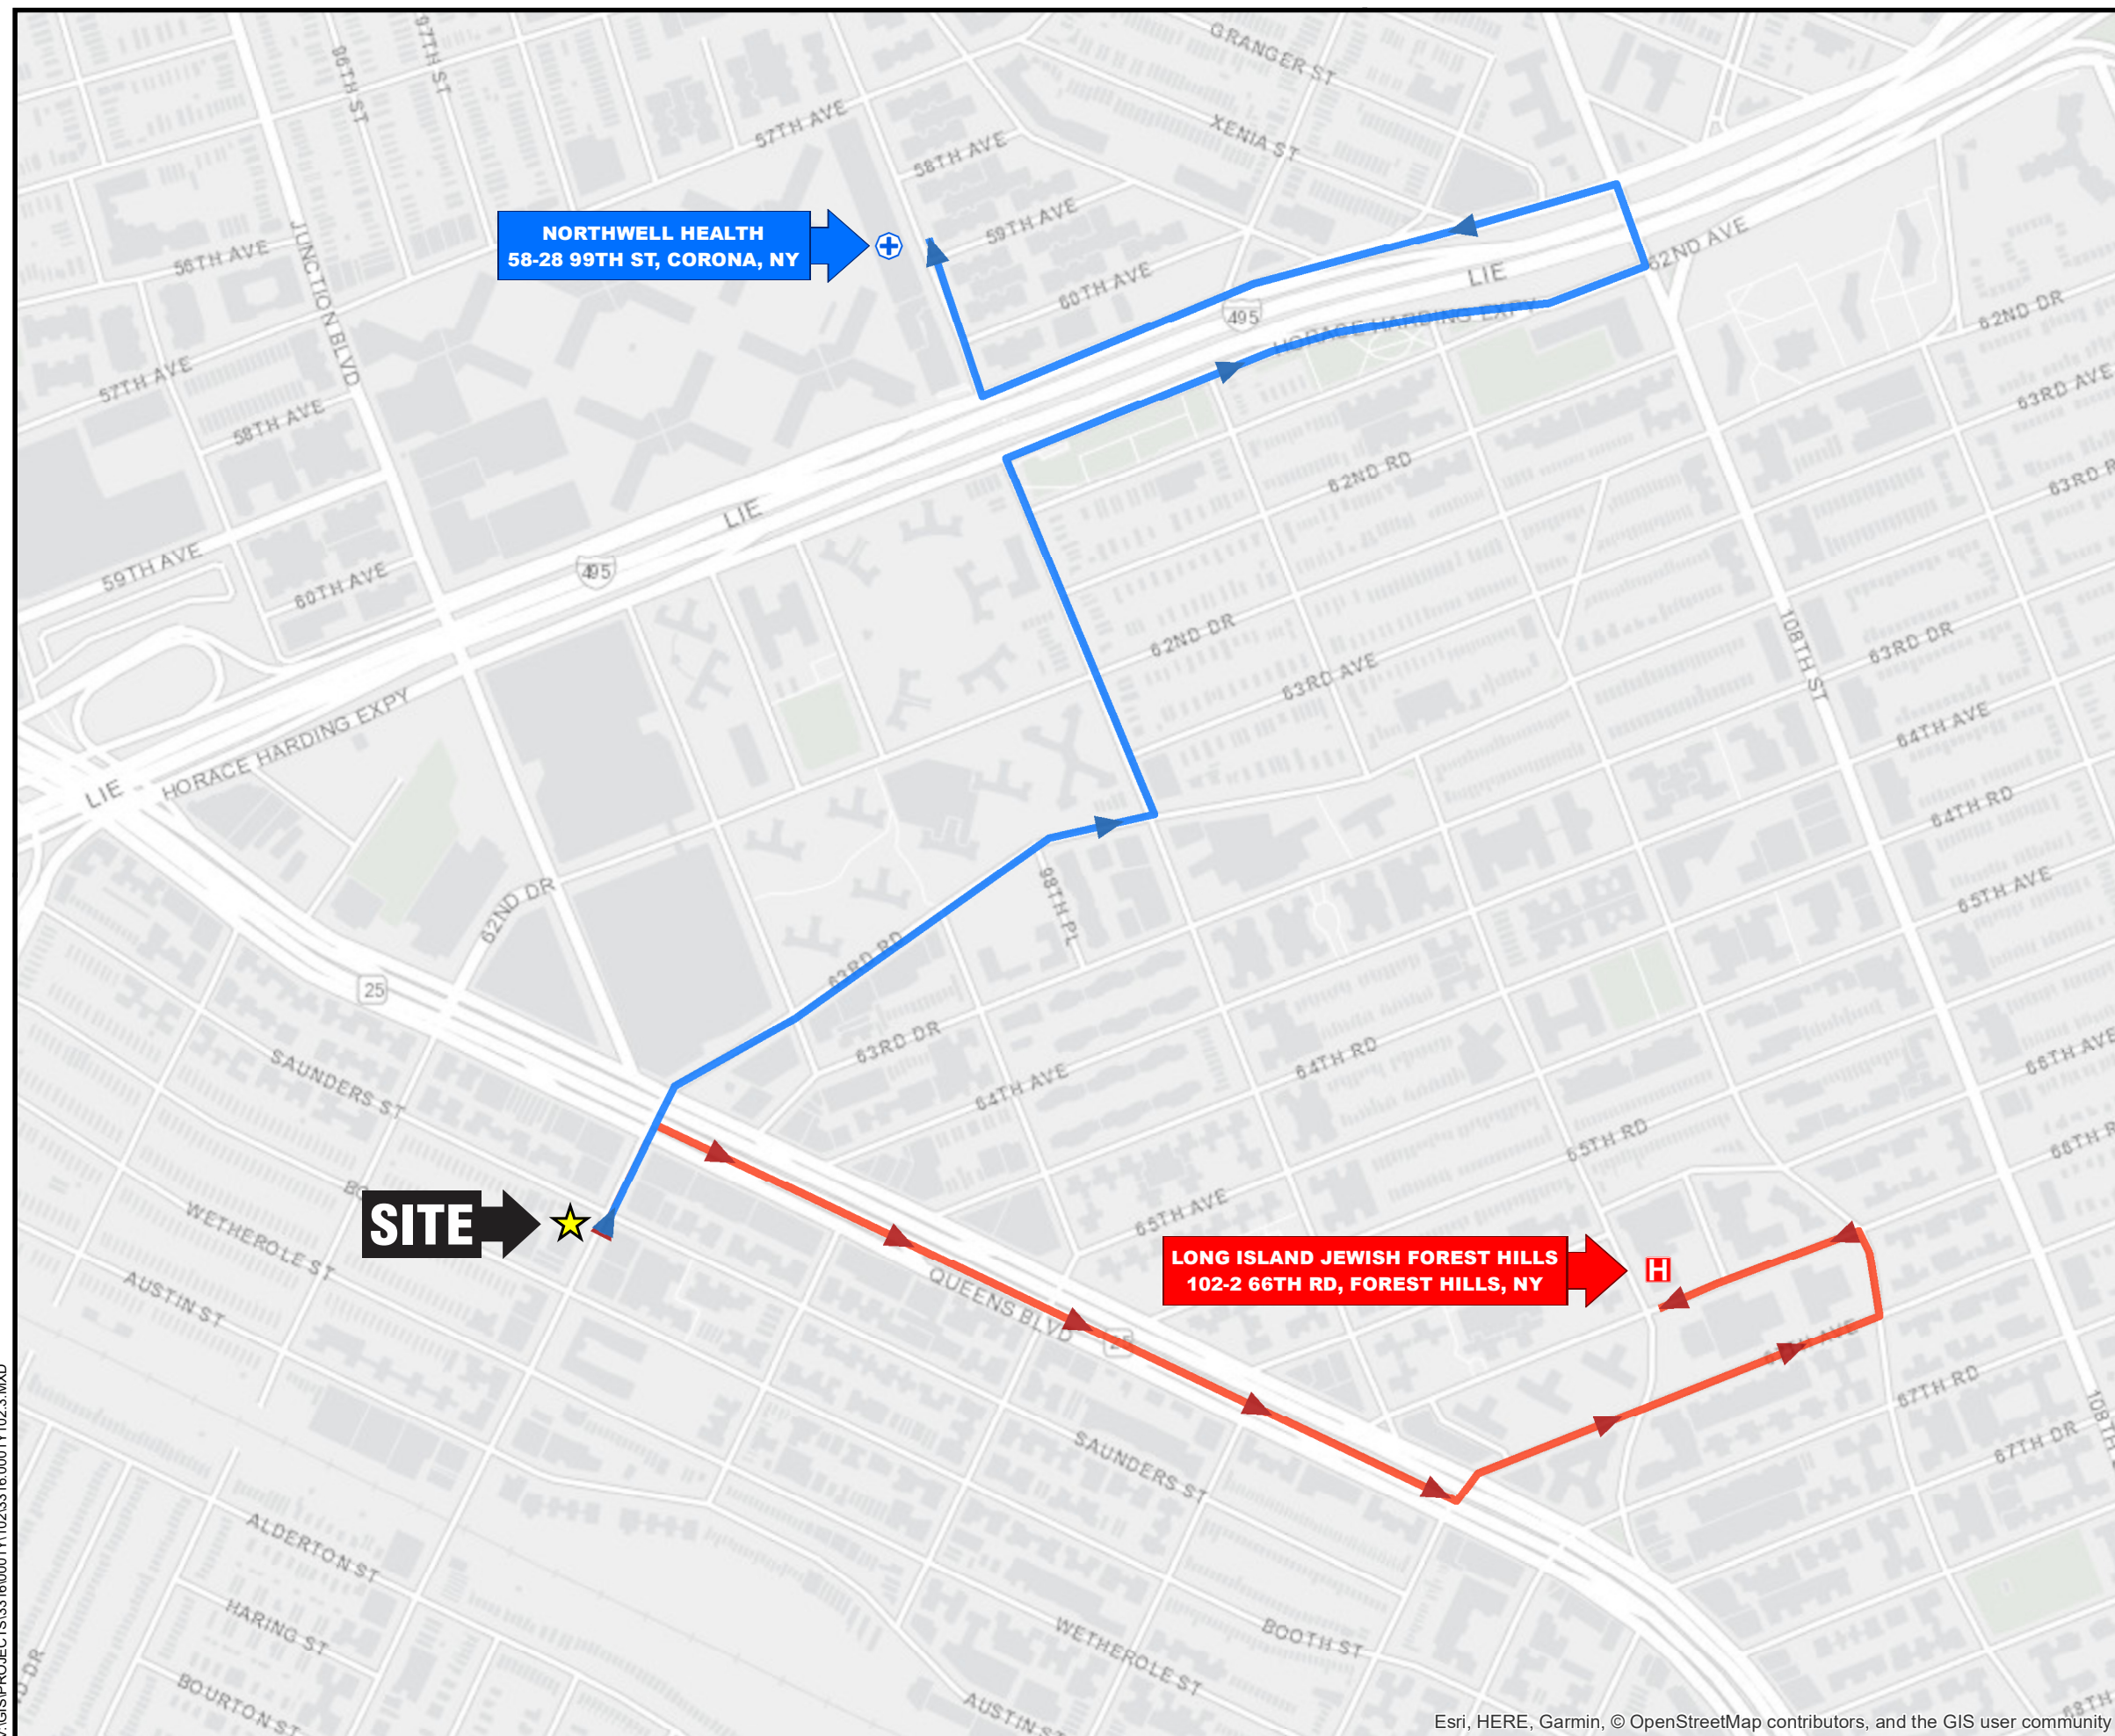 GRANGER ST
97TH ST
96TH ST
57TH AVE
XENIA ST
58TH AVE
59TH AVE
NORTHWELL HEALTH
58-28 99TH ST, CORONA, NY
56TH AVE
JUNCTION BLVD
60TH AVE
LIE
495
62ND AVE
HORACE HARDING EXPY
62ND DR
57TH AVE
58TH AVE
63RD AVE
62ND RD
LIE
495
59TH AVE
60TH AVE
62ND DR
63RD AVE
108TH ST
63RD DR
64TH AVE
HORACE HARDING EXPY
LIE
64TH RD
62ND DR
98TH PL
65TH AVE
63RD RD
25
63RD DR
64TH RD
64TH AVE
SAUNDERS ST
66TH AVE
65TH RD
65TH AVE
SITE
WETHEROLE ST
AUSTIN ST
LONG ISLAND JEWISH FOREST HILLS
102-2 66TH RD, FOREST HILLS, NY
H
QUEENS BLVD
25
67TH RD
67TH DR
108TH
SAUNDERS ST
ALDERTON ST
HARING ST
BOOTH ST
WETHEROLE ST
BOURTON ST
AUSTIN ST
68TH
Esri, HERE, Garmin, © OpenStreetMap contributors, and the GIS user community